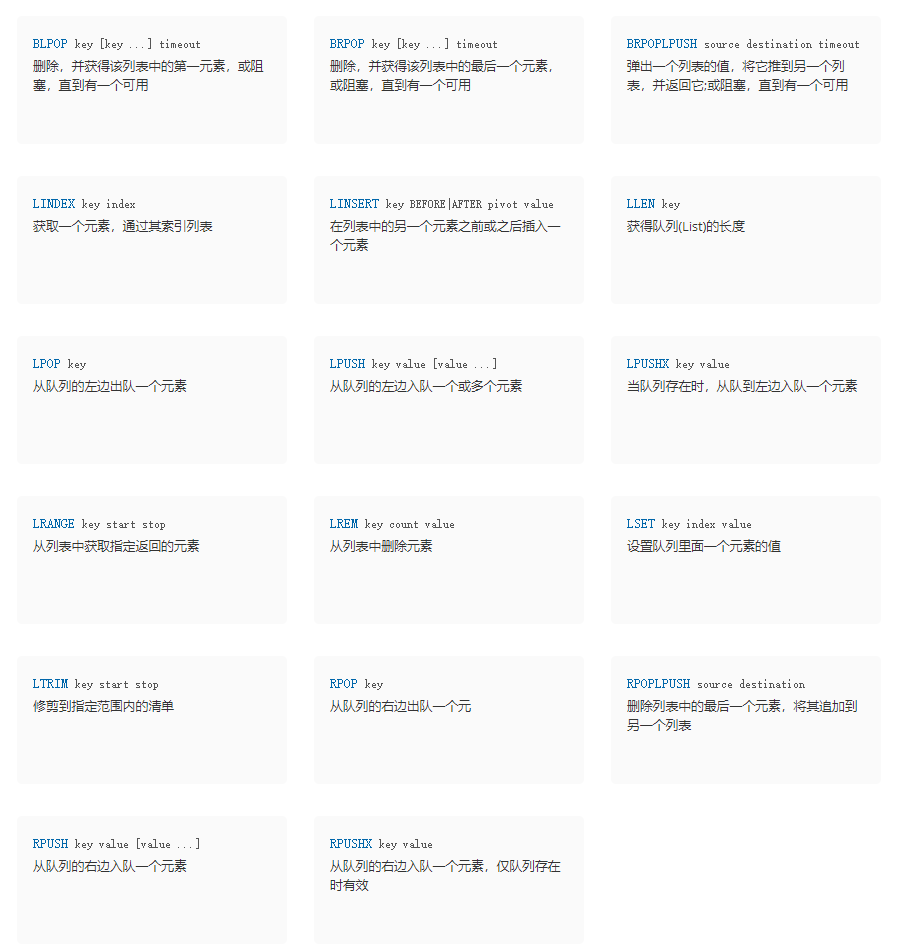 BLPOP key [key ...] timeout
删除，并获得该列表中的第一元素，或阻
塞，直到有一个可用
BRPOP key [key ...] timeout
删除，并获得该列表中的最后一个元素，
或阻塞，直到有一个可用
BRPOPLPUSH source destination timeout
弹出一个列表的值，将它推到另一个列
表，并返回它;或阻塞，直到有一个可用
LINDEX key index
获取一个元素，通过其索引列表
LINSERT key BEFORE|AFTER pivot value
在列表中的另一个元素之前或之后插入一
个元素
LLEN key
获得队列(List)的长度
LPOP key
从队列的左边出队一个元素
LPUSH key value [value ...]
从队列的左边入队一个或多个元素
LPUSHX key value
当队列存在时，从队到左边入队一个元素
LRANGE key start stop
从列表中获取指定返回的元素
LREM key count value
从列表中删除元素
LSET key index value
设置队列里面一个元素的值
LTRIM key start stop
修剪到指定范围内的清单
RPOP key
从队列的右边出队一个元
RPOPLPUSH source destination
删除列表中的最后一个元素，将其追加到
另一个列表
RPUSH key value [value ...]
从队列的右边入队一个元素
RPUSHX key value
从队列的右边入队一个元素，仅队列存在
时有效